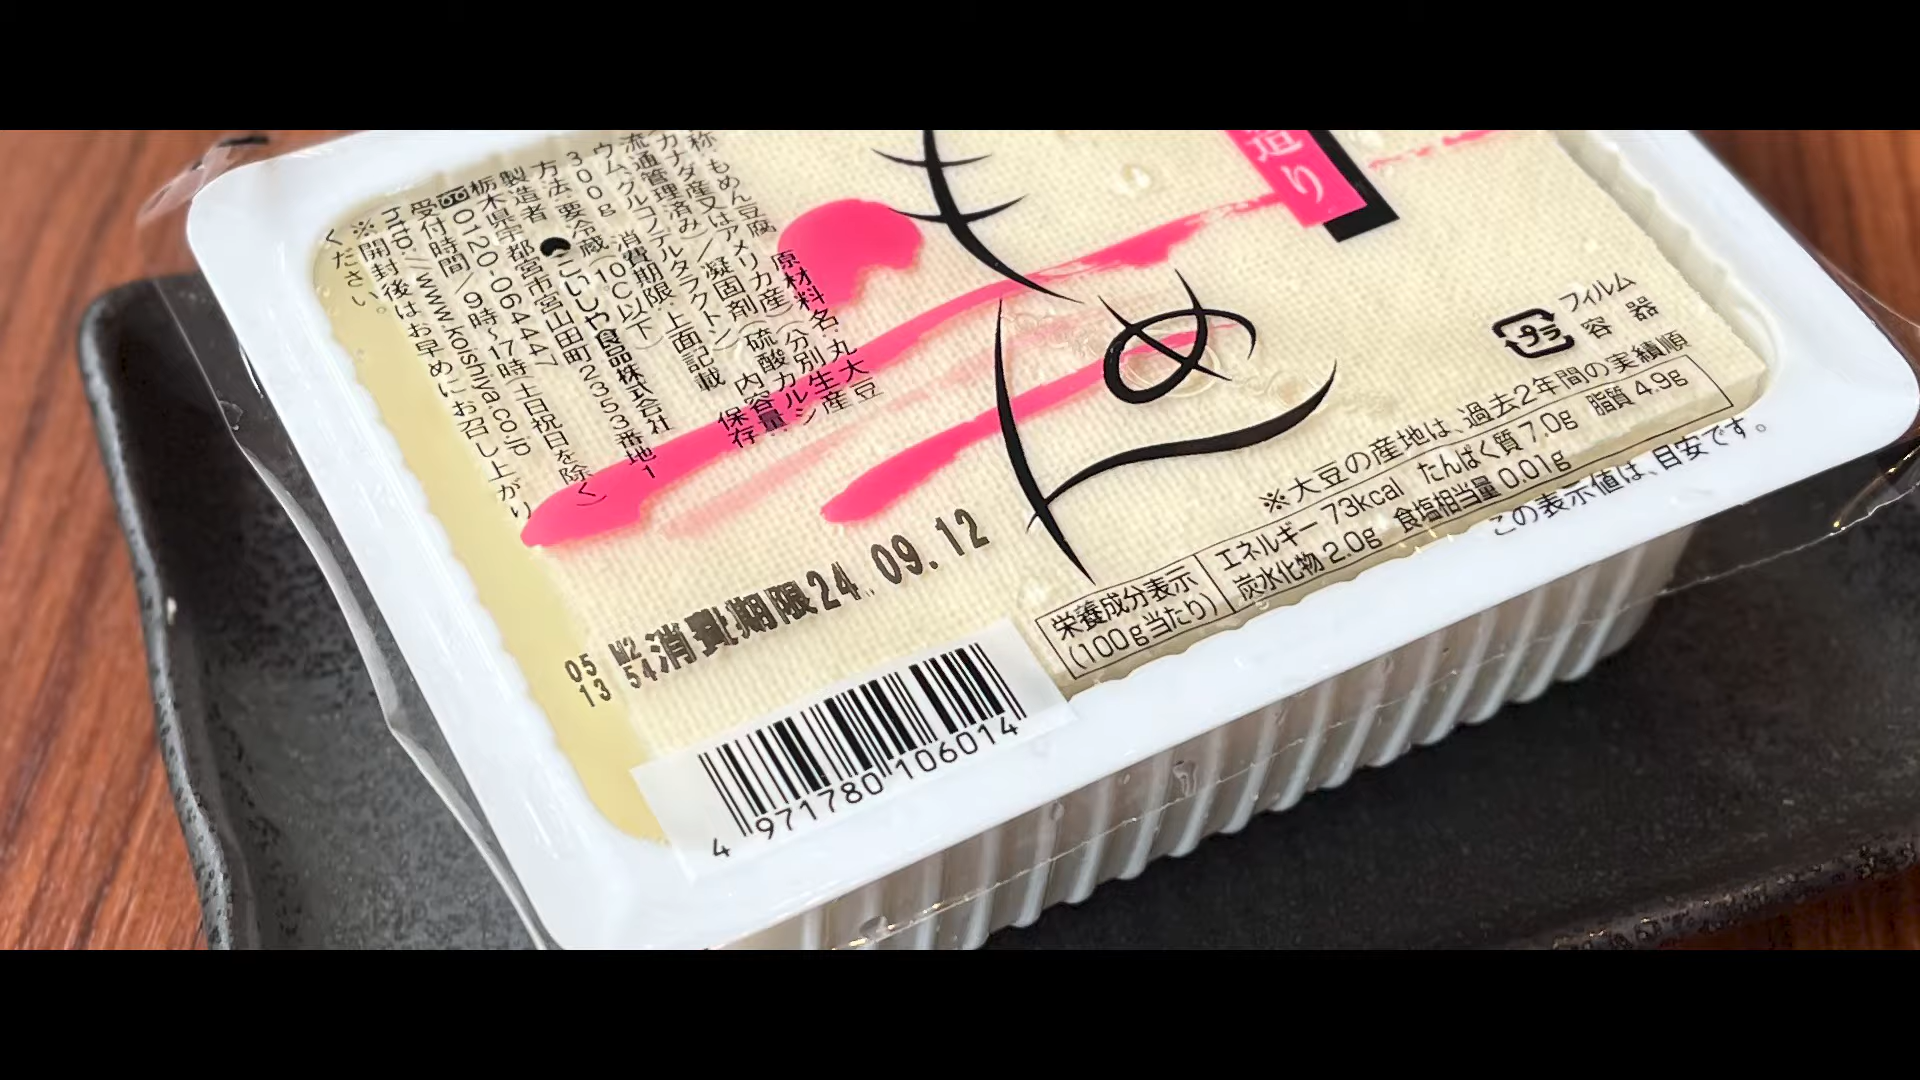 もめ
造り
称 もめん豆腐 原材料名 丸大豆
カナダ産又はアメリカ産)(分別生産
流通管理済み)/凝固剤(硫酸カルシ
ウム、グルコノデルタラクトン) 内容量
300g 消費期限 上面記載 保存
方法 要冷蔵(10℃以下)
製造者 こいしや食品株式会社
栃木県宇都宮市宮山田町2353番地1
0120-064447
受付時間/9時〜17時(土日祝日を除く)
http://www.koishiya.co.jp
※開封後はお早めにお召し上がり
ください。
プラ
フィルム
容器
※大豆の産地は、過去2年間の実績順
栄養成分表示
(100g当たり)
エネルギー 73kcal たんぱく質 7.0g 脂質 4.9g
炭水化物 2.0g 食塩相当量 0.01g
この表示値は、目安です。
消費期限24. 09. 12
05 M2
13 54
4 971780 106014